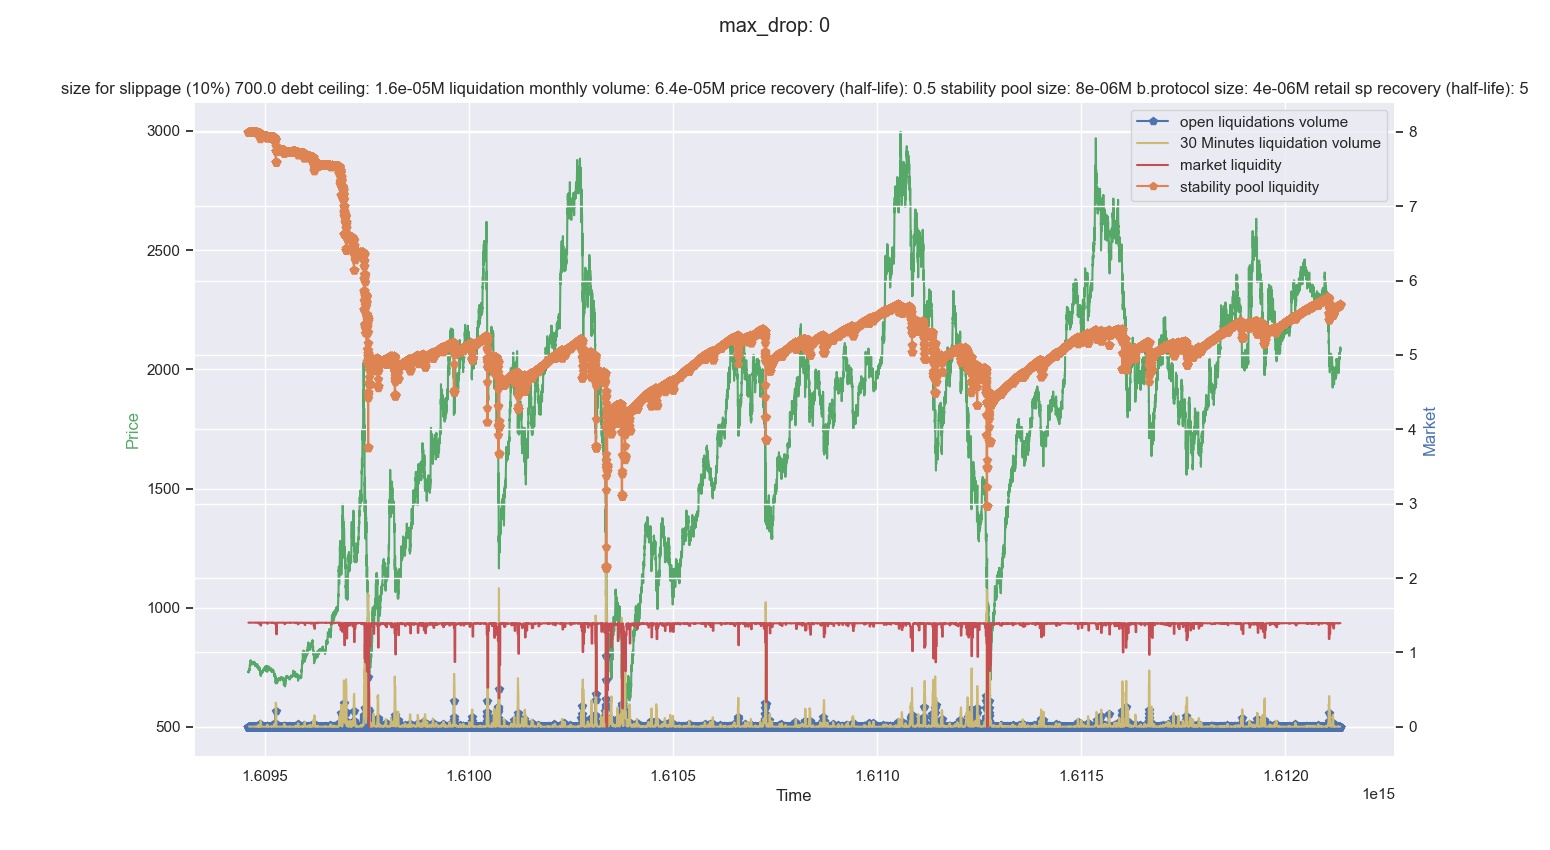 max_drop: 0
size for slippage (10%) 700.0 debt ceiling: 1.6e-05M liquidation monthly volume: 6.4e-05M price recovery (half-life): 0.5 stability pool size: 8e-06M b.protocol size: 4e-06M retail sp recovery (half-life): 5
open liquidations volume
30 Minutes liquidation volume
market liquidity
stability pool liquidity
3000
2500
2000
1500
1000
500
Price
8
7
6
5
4
3
2
1
0
Market
1.6095
1.6100
1.6105
1.6110
1.6115
1.6120
Time
1e15